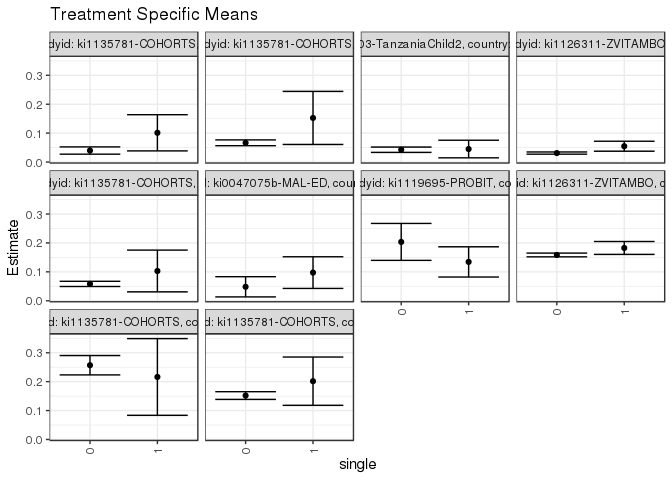 Treatment Specific Means
dyid: ki1135781-COHORTS,
dyid: ki1135781-COHORTS,
03-TanzaniaChild2, country:
dyid: ki1126311-ZVITAMBO
0.3
0.2
0.1
0.0
dyid: ki1135781-COHORTS,
: ki0047075b-MAL-ED, cou
dyid: ki1119695-PROBIT, co
id: ki1126311-ZVITAMBO, c
0.3
0.2
0.1
0.0
0
1
0
1
d: ki1135781-COHORTS, co
d: ki1135781-COHORTS, co
0.3
0.2
0.1
0.0
0
1
0
1
Estimate
single